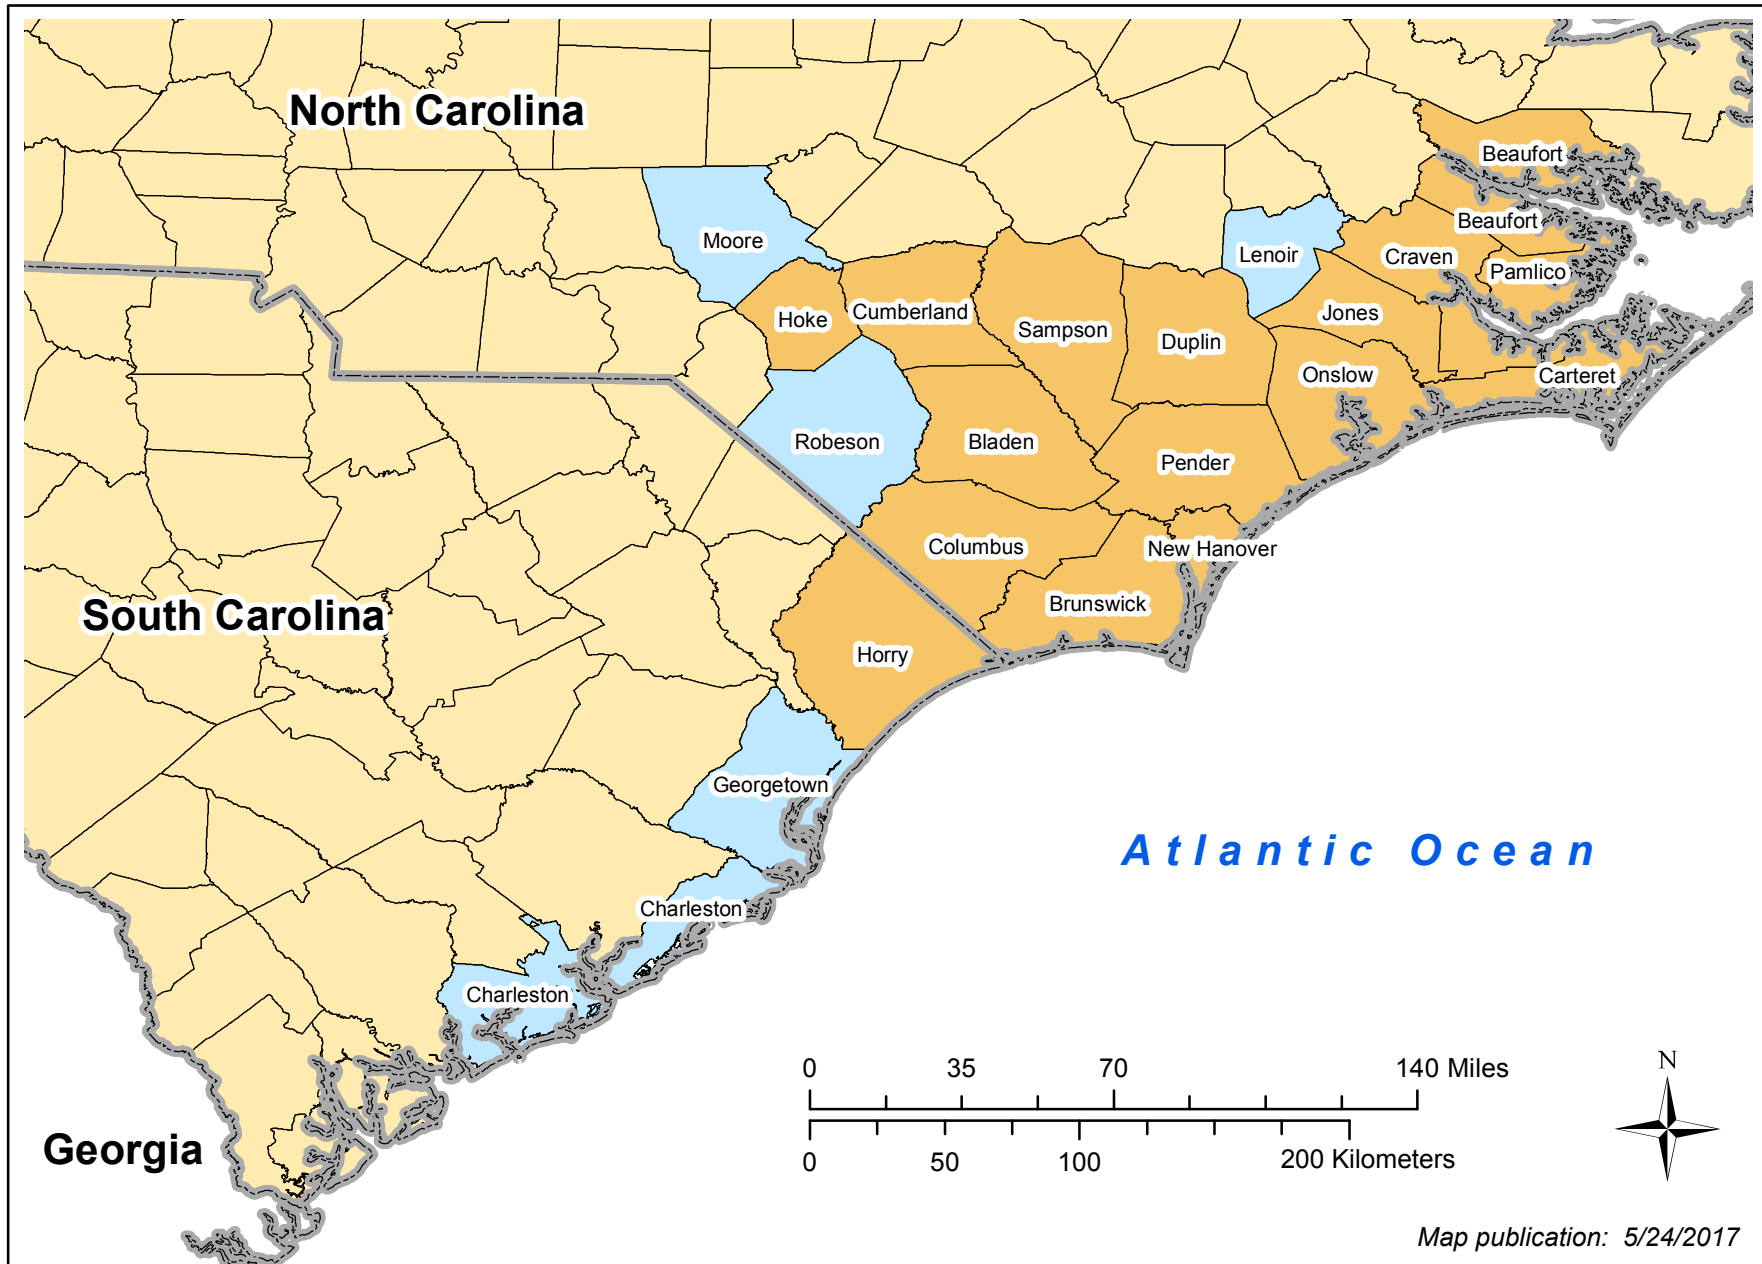 North Carolina
Beaufort
Beaufort
Moore
Lenoir
Craven
Pamlico
Hoke
Cumberland
Sampson
Jones
Duplin
Onslow
Carteret
Robeson
Bladen
Pender
Columbus
New Hanover
South Carolina
Brunswick
Horry
Georgetown
Atlantic Ocean
Charleston
Charleston
0 35 70 140 Miles
N
0 50 100 200 Kilometers
Georgia
Map publication: 5/24/2017